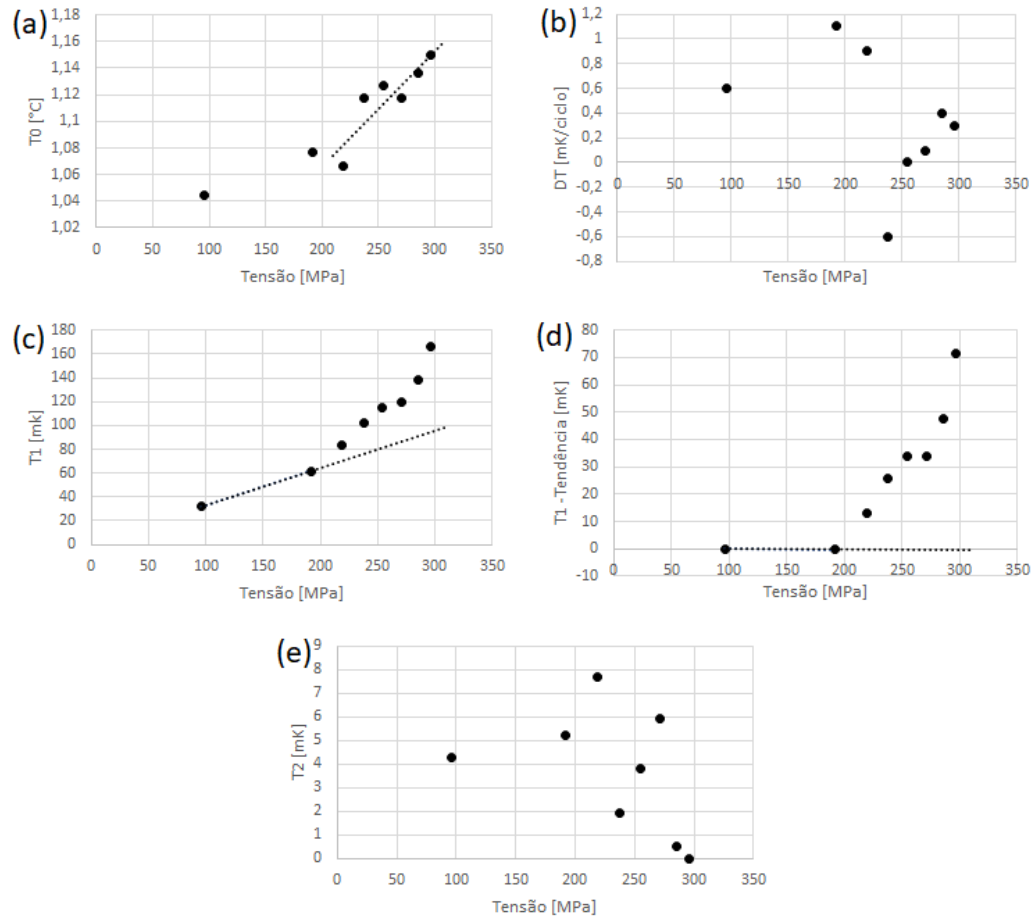 (a)
T0 [°C]
1,18
1,16
1,14
1,12
1,1
1,08
1,06
1,04
1,02
0 50 100 150 200 250 300 350
Tensão [MPa]
(b)
DT [mK/ciclo]
1,2
1
0,8
0,6
0,4
0,2
0
-0,2
-0,4
-0,6
-0,8
0 50 100 150 200 250 300 350
Tensão [MPa]
(c)
T1 [mk]
180
160
140
120
100
80
60
40
20
0
0 50 100 150 200 250 300 350
Tensão [MPa]
(d)
T1 - Tendência [mK]
80
70
60
50
40
30
20
10
0
-10
0 50 100 150 200 250 300 350
Tensão [MPa]
(e)
T2 [mK]
9
8
7
6
5
4
3
2
1
0
0 50 100 150 200 250 300 350
Tensão [MPa]